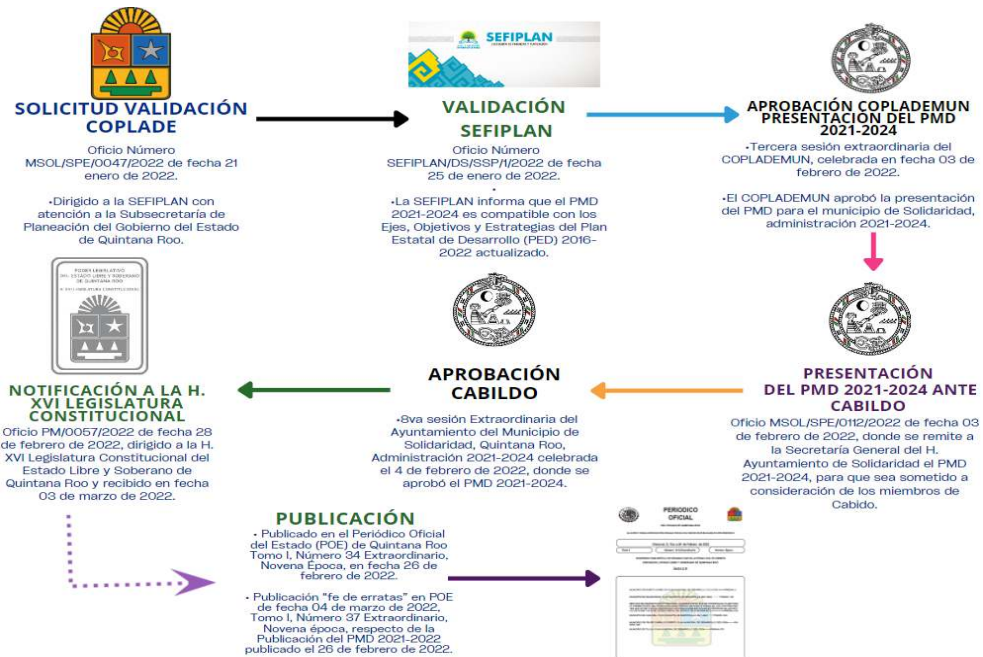 SOLICITUD VALIDACIÓN
COPLADE
Oficio Número
MSOL/SPE/0047/2022 de fecha 21
enero de 2022.
•Dirigido a la SEFIPLAN con
atención a la Subsecretaría de
Planeación del Gobierno del Estado
de Quintana Roo.
SEFIPLAN
VALIDACIÓN
SEFIPLAN
Oficio Número
SEFIPLAN/DS/SSP/1/2022 de fecha
25 de enero de 2022.
•
•La SEFIPLAN informa que el PMD
2021-2024 es compatible con los
Ejes, Objetivos y Estrategias del Plan
Estatal de Desarrollo (PED) 2016-
2022 actualizado.
APROBACIÓN COPLADEMUN
PRESENTACIÓN DEL PMD
2021-2024
•Tercera sesión extraordinaria del
COPLADEMUN, celebrada en fecha 03 de
febrero de 2022.
•El COPLADEMUN aprobó la presentación
del PMD para el municipio de Solidaridad,
administración 2021-2024.
PRESENTACIÓN
DEL PMD 2021-2024 ANTE
CABILDO
Oficio MSOL/SPE/0112/2022 de fecha 03
de febrero de 2022, donde se remite a
la Secretaría General del H.
Ayuntamiento de Solidaridad el PMD
2021-2024, para que sea sometido a
consideración de los miembros de
Cabido.
APROBACIÓN
CABILDO
•8va sesión Extraordinaria del
Ayuntamiento del Municipio de
Solidaridad, Quintana Roo,
Administración 2021-2024 celebrada
el 4 de febrero de 2022, donde se
aprobó el PMD 2021-2024.
PODER LEGISLATIVO
DEL ESTADO LIBRE Y SOBERANO
DE QUINTANA ROO
H. XVI LEGISLATURA CONSTITUCIONAL
NOTIFICACIÓN A LA H.
XVI LEGISLATURA
CONSTITUCIONAL
Oficio PM/0057/2022 de fecha 28
de febrero de 2022, dirigido a la H.
XVI Legislatura Constitucional del
Estado Libre y Soberano de
Quintana Roo y recibido en fecha
03 de marzo de 2022.
PUBLICACIÓN
• Publicado en el Periódico Oficial
del Estado (POE) de Quintana Roo
Tomo I, Número 34 Extraordinario,
Novena Época, en fecha 26 de
febrero de 2022.
• Publicación "fe de erratas" en POE
de fecha 04 de marzo de 2022,
Tomo I, Número 37 Extraordinario,
Novena época, respecto de la
Publicación del PMD 2021-2022
publicado el 26 de febrero de 2022.
PERIODICO
OFICIAL